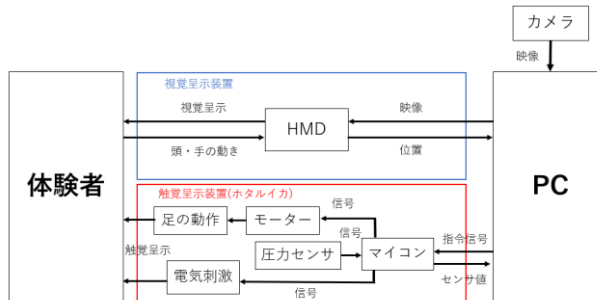 カメラ
映像
視覚呈示装置
視覚呈示
映像
HMD
頭・手の動き
位置
体験者
PC
触覚呈示装置(ホタルイカ)
信号
足の動作
モーター
信号
指令信号
触覚呈示
圧力センサ
マイコン
電気刺激
センサ値
信号